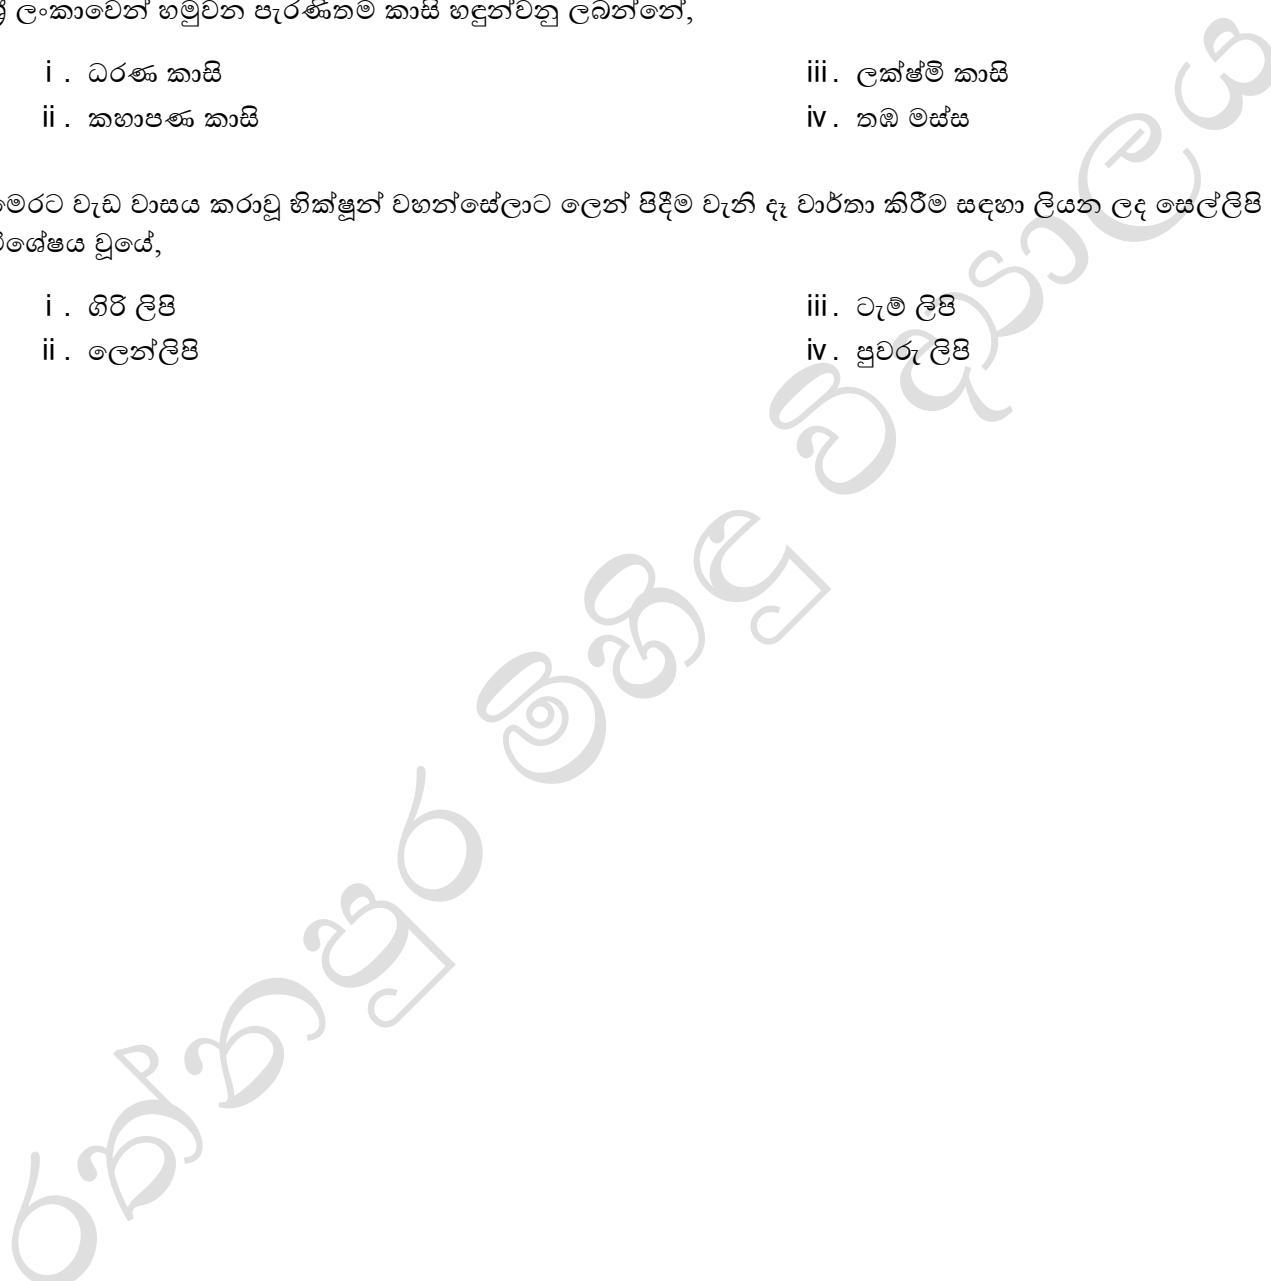 ශ්‍රී ලංකාවෙන් හමුවන පැරණිතම කාසි හඳුන්වනු ලබන්නේ,
i . ධරණ කාසි
iii . ලක්ෂ්මි කාසි
ii . කහාපණ කාසි
iv . තඹ මස්ස
මෙරට වැඩ වාසය කරාවූ භික්ෂූන් වහන්සේලාට ලෙන් පිදීම වැනි දෑ වාර්තා කිරීම සඳහා ලියන ලද සෙල්ලිපි
විශේෂය වූයේ,
i . ගිරි ලිපි
iii . ටැම් ලිපි
ii . ලෙන්ලිපි
iv . පුවරු ලිපි
රත්නපුර මිහිඳු විද්‍යාලය